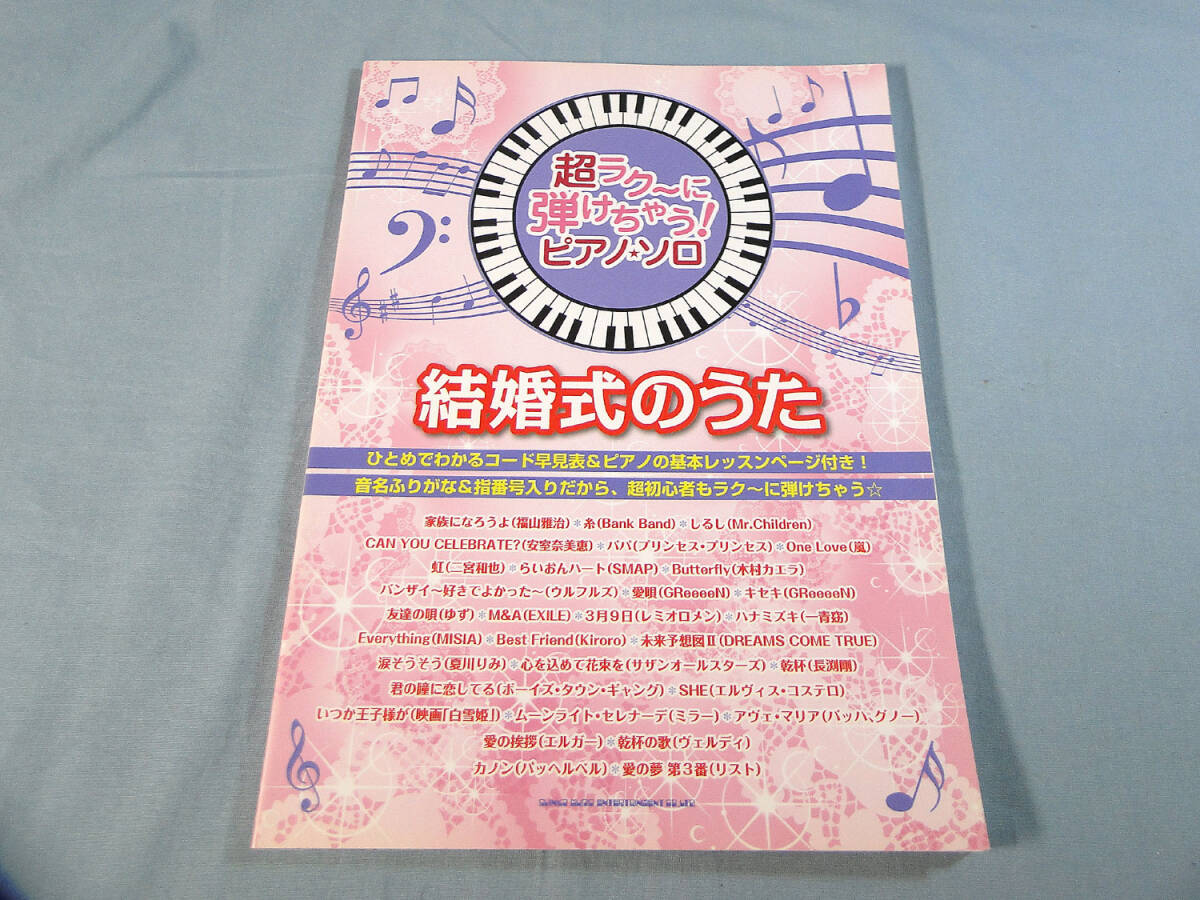 超ラク〜に
弾けちゃう!
ピアノ★ソロ
結婚式のうた
ひとめでわかるコード早見表&ピアノの基本レッスンページ付き!
音名ふりがな&指番号入りだから、超初心者もラク〜に弾けちゃう☆
家族になろうよ(福山雅治)＊糸(Bank Band)＊しるし(Mr.Children)
CAN YOU CELEBRATE?(安室奈美恵)＊パパ(プリンセス・プリンセス)＊One Love(嵐)
虹(二宮和也)＊らいおんハート(SMAP)＊Butterfly(木村カエラ)
バンザイ〜好きでよかった〜(ウルフルズ)＊愛唄(GReeeeN)＊キセキ(GReeeeN)
友達の唄(ゆず)＊M&A(EXILE)＊3月9日(レミオロメン)＊ハナミズキ(一青窈)
Everything(MISIA)＊Best Friend(Kiroro)＊未来予想図Ⅱ(DREAMS COME TRUE)
涙そうそう(夏川りみ)＊心を込めて花束を(サザンオールスターズ)＊乾杯(長渕剛)
君の瞳に恋してる(ボーイズ・タウン・ギャング)＊SHE(エルヴィス・コステロ)
いつか王子様が(映画「白雪姫」)＊ムーンライト・セレナーデ(ミラー)＊アヴェ・マリア(バッハ、グノー)
愛の挨拶(エルガー)＊乾杯の歌(ヴェルディ)
カノン(パッヘルベル)＊愛の夢 第3番(リスト)
SHINKO MUSIC ENTERTAINMENT CO.,LTD.